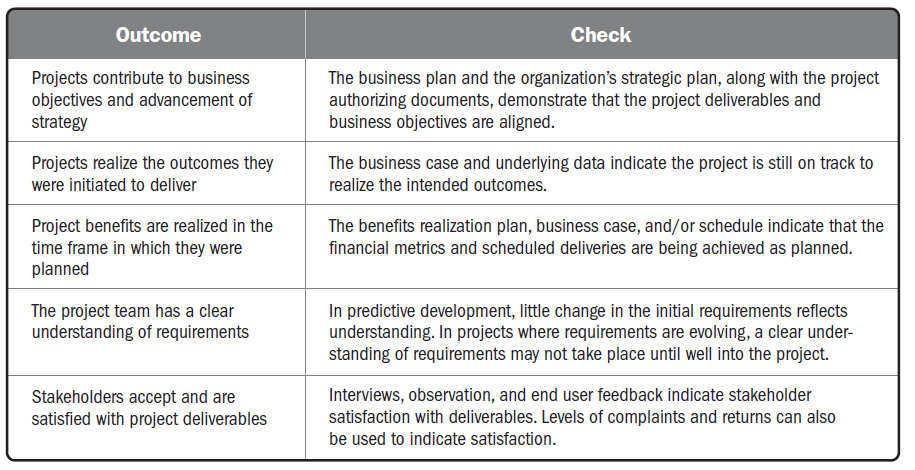 Outcome
Check
Projects contribute to business
objectives and advancement of
strategy
The business plan and the organization’s strategic plan, along with the project
authorizing documents, demonstrate that the project deliverables and
business objectives are aligned.
Projects realize the outcomes they
were initiated to deliver
The business case and underlying data indicate the project is still on track to
realize the intended outcomes.
Project benefits are realized in the
time frame in which they were
planned
The benefits realization plan, business case, and/or schedule indicate that the
financial metrics and scheduled deliveries are being achieved as planned.
The project team has a clear
understanding of requirements
In predictive development, little change in the initial requirements reflects
understanding. In projects where requirements are evolving, a clear under-
standing of requirements may not take place until well into the project.
Stakeholders accept and are
satisfied with project deliverables
Interviews, observation, and end user feedback indicate stakeholder
satisfaction with deliverables. Levels of complaints and returns can also
be used to indicate satisfaction.